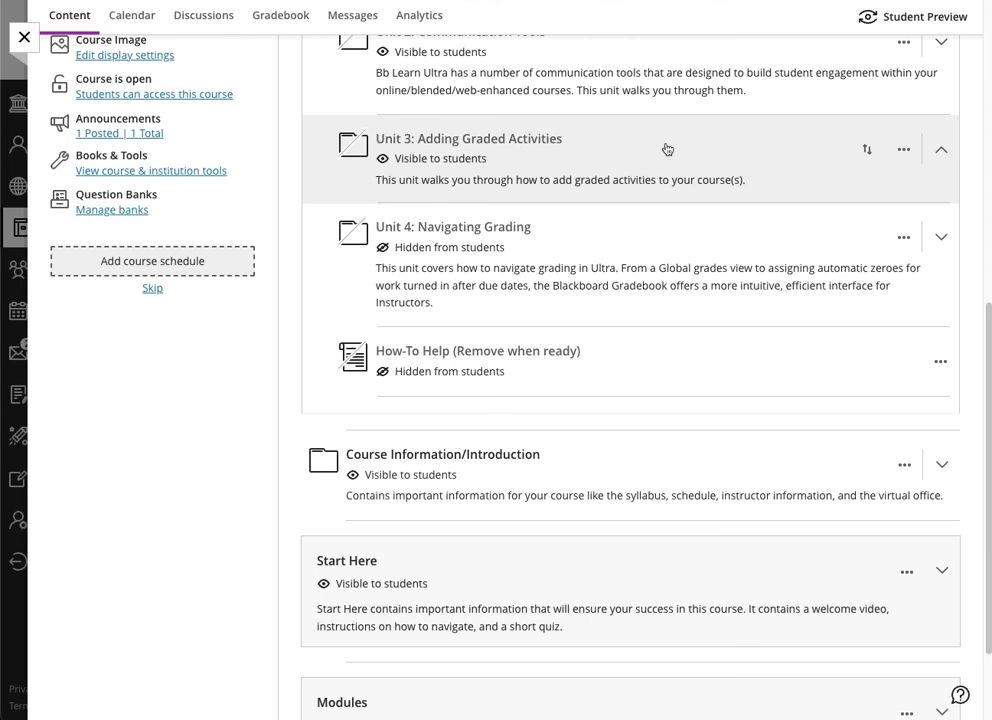 Content
Calendar
Discussions
Gradebook
Messages
Analytics
Student Preview
Course Image
Edit display settings
Course is open
Students can access this course
Announcements
1 Posted | 1 Total
Books & Tools
View course & institution tools
Question Banks
Manage banks
Add course schedule
Skip
Unit 2: Communication Tools
Visible to students
Bb Learn Ultra has a number of communication tools that are designed to build student engagement within your
online/blended/web-enhanced courses. This unit walks you through them.
Unit 3: Adding Graded Activities
Visible to students
This unit walks you through how to add graded activities to your course(s).
Unit 4: Navigating Grading
Hidden from students
This unit covers how to navigate grading in Ultra. From a Global grades view to assigning automatic zeroes for
work turned in after due dates, the Blackboard Gradebook offers a more intuitive, efficient interface for
Instructors.
How-To Help (Remove when ready)
Hidden from students
Course Information/Introduction
Visible to students
Contains important information for your course like the syllabus, schedule, instructor information, and the virtual office.
Start Here
Visible to students
Start Here contains important information that will ensure your success in this course. It contains a welcome video,
instructions on how to navigate, and a short quiz.
Modules
Priva
Term